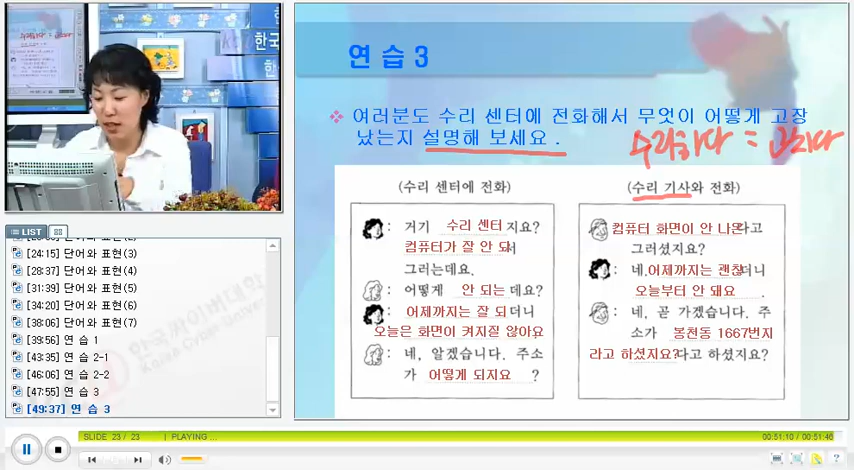 연 습 3
❖ 여러분도 수리 센터에 전화해서 무엇이 어떻게 고장
났는지 설명해 보세요 .
수리하다 = 고치다
(수리 센터에 전화)
거기 수리 센터 지요?
컴퓨터가 잘 안 되서
그러는데요.
어떻게 안 되는 데요?
어제까지는 잘 되더니
오늘은 화면이 켜지질 않아요
네, 알겠습니다. 주소
가 어떻게 되지요 ?
(수리 기사와 전화)
컴퓨터 화면이 안 나온다고
그러셨지요?
네.어제까지는 괜찮더니
오늘부터 안 돼요 .
네, 곧 가겠습니다. 주
소가 봉천동 1667번지
라고 하셨지요?다고 하셨지요?
LIST
[24:15] 단어와 표현(3)
[28:37] 단어와 표현(4)
[31:39] 단어와 표현(5)
[34:20] 단어와 표현(6)
[38:06] 단어와 표현(7)
[39:56] 연 습 1
[43:35] 연 습 2-1
[46:06] 연 습 2-2
[47:55] 연 습 3
[49:37] 연 습 3
한국싸이버대학
SLIDE 23 / 23 | PLAYING ...
00:51:10 / 00:51:46